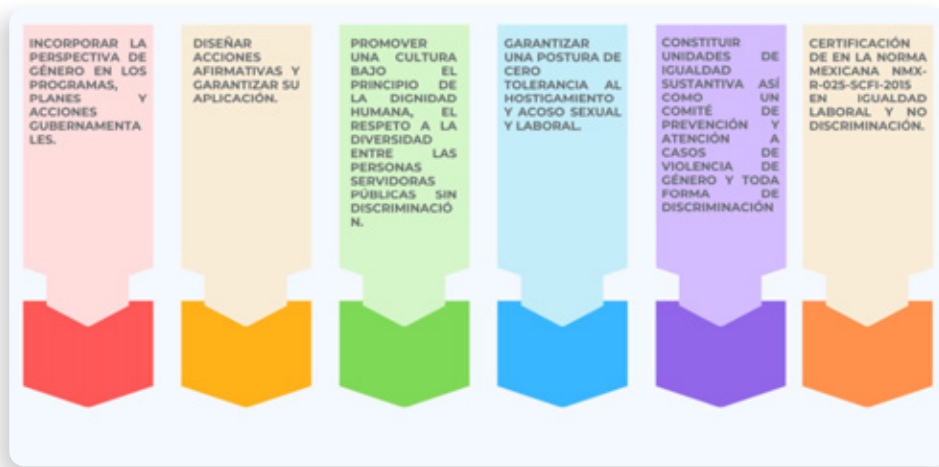 INCORPORAR LA
PERSPECTIVA DE
GÉNERO EN LOS
PROGRAMAS,
PLANES Y
ACCIONES
GUBERNAMENTA
LES.
DISEÑAR
ACCIONES
AFIRMATIVAS Y
GARANTIZAR SU
APLICACIÓN.
PROMOVER
UNA CULTURA
BAJO EL
PRINCIPIO DE
LA DIGNIDAD
HUMANA, EL
RESPETO A LA
DIVERSIDAD
ENTRE LAS
PERSONAS
SERVIDORAS
PÚBLICAS SIN
DISCRIMINACIÓ
N.
GARANTIZAR
UNA POSTURA DE
CERO
TOLERANCIA AL
HOSTIGAMIENTO
Y ACOSO SEXUAL
Y LABORAL.
CONSTITUIR
UNIDADES DE
IGUALDAD
SUSTANTIVA ASÍ
COMO UN
COMITÉ DE
PREVENCIÓN Y
ATENCIÓN A
CASOS DE
VIOLENCIA DE
GÉNERO Y TODA
FORMA DE
DISCRIMINACIÓN
CERTIFICACIÓN
DE EN LA NORMA
MEXICANA NMX-
R-025-SCFI-2015
EN IGUALDAD
LABORAL Y NO
DISCRIMINACIÓN.